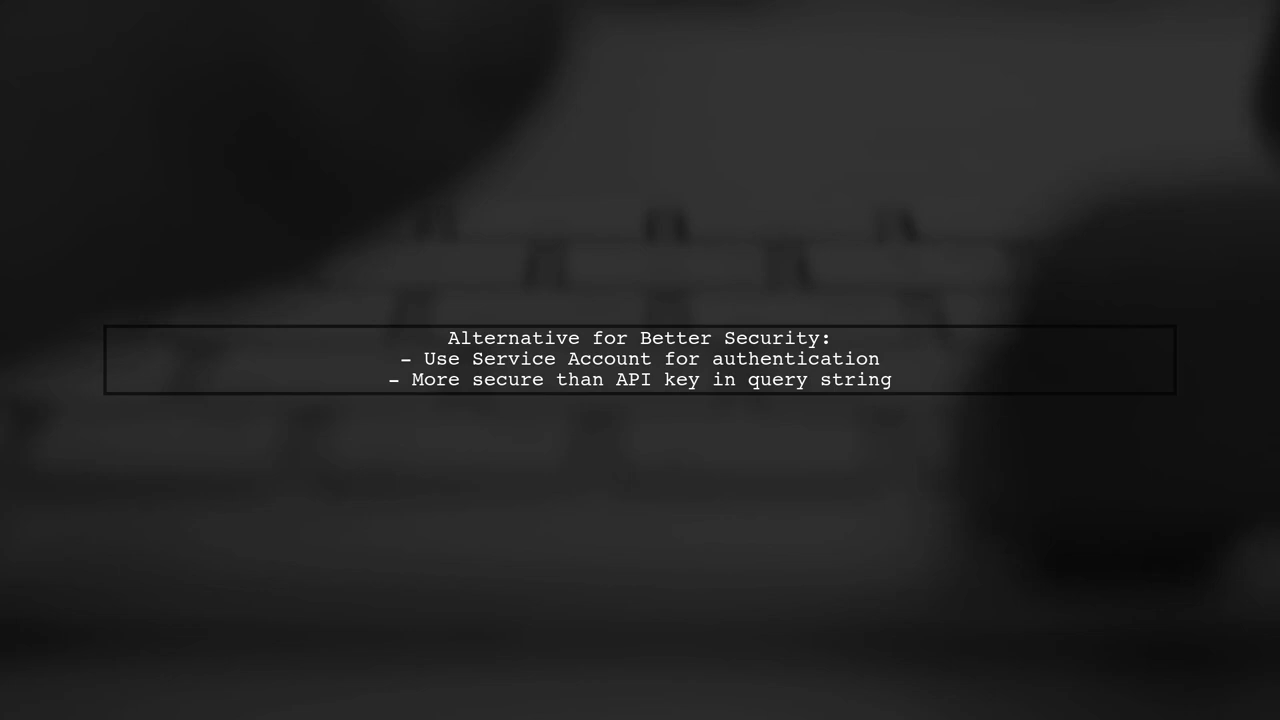 Alternative for Better Security:
– Use Service Account for authentication
– More secure than API key in query string